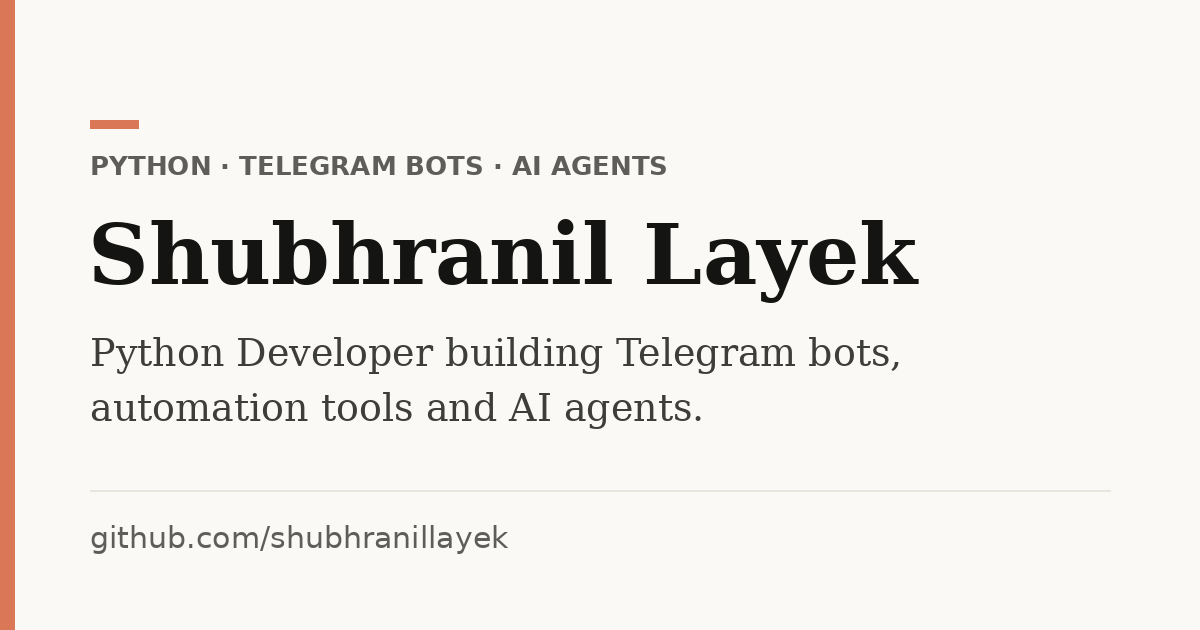 PYTHON · TELEGRAM BOTS · AI AGENTS
Shubhranil Layek
Python Developer building Telegram bots,
automation tools and AI agents.
github.com/shubhranillayek